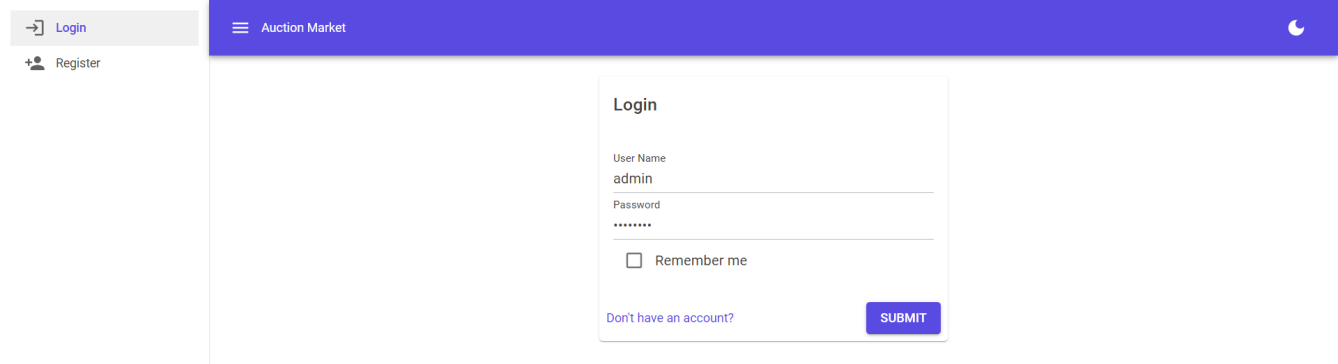 Login
Register
Auction Market
Login
User Name
admin
Password
••••••••
Remember me
Don't have an account?
SUBMIT